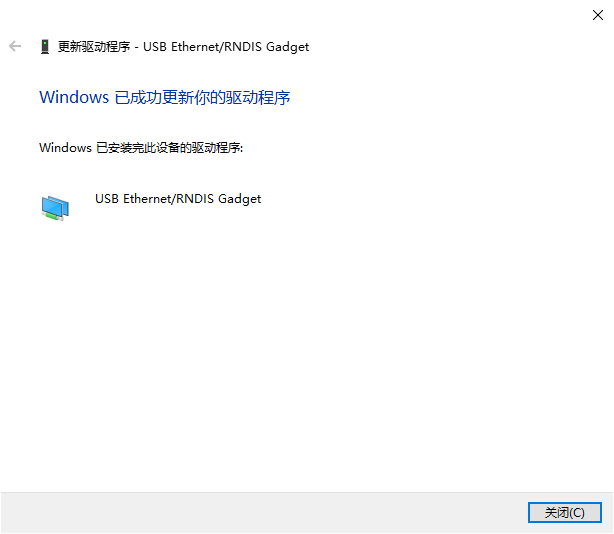 更新驱动程序 - USB Ethernet/RNDIS Gadget
Windows 已成功更新你的驱动程序
Windows 已安装完此设备的驱动程序:
USB Ethernet/RNDIS Gadget
关闭(C)